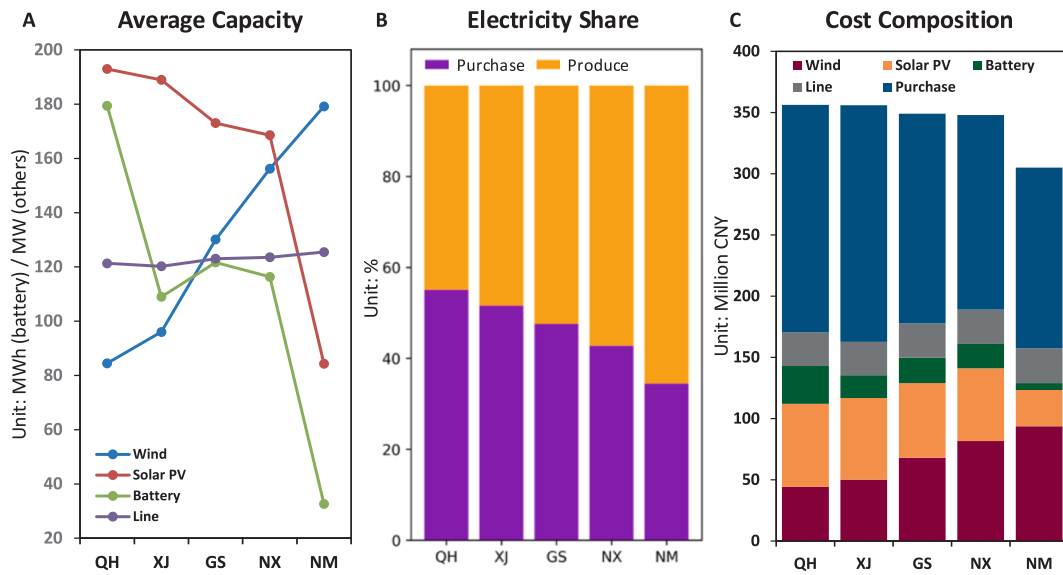 A Average Capacity
Unit: MWh (battery) / MW (others)
200
180
160
140
120
100
80
60
40
20
Wind
Solar PV
Battery
Line
QH XJ GS NX NM
B Electricity Share
Purchase Produce
Unit: %
100
80
60
40
20
0
QH XJ GS NX NM
C Cost Composition
Unit: Million CNY
400
350
300
250
200
150
100
50
0
Wind Solar PV Battery
Line Purchase
QH XJ GS NX NM